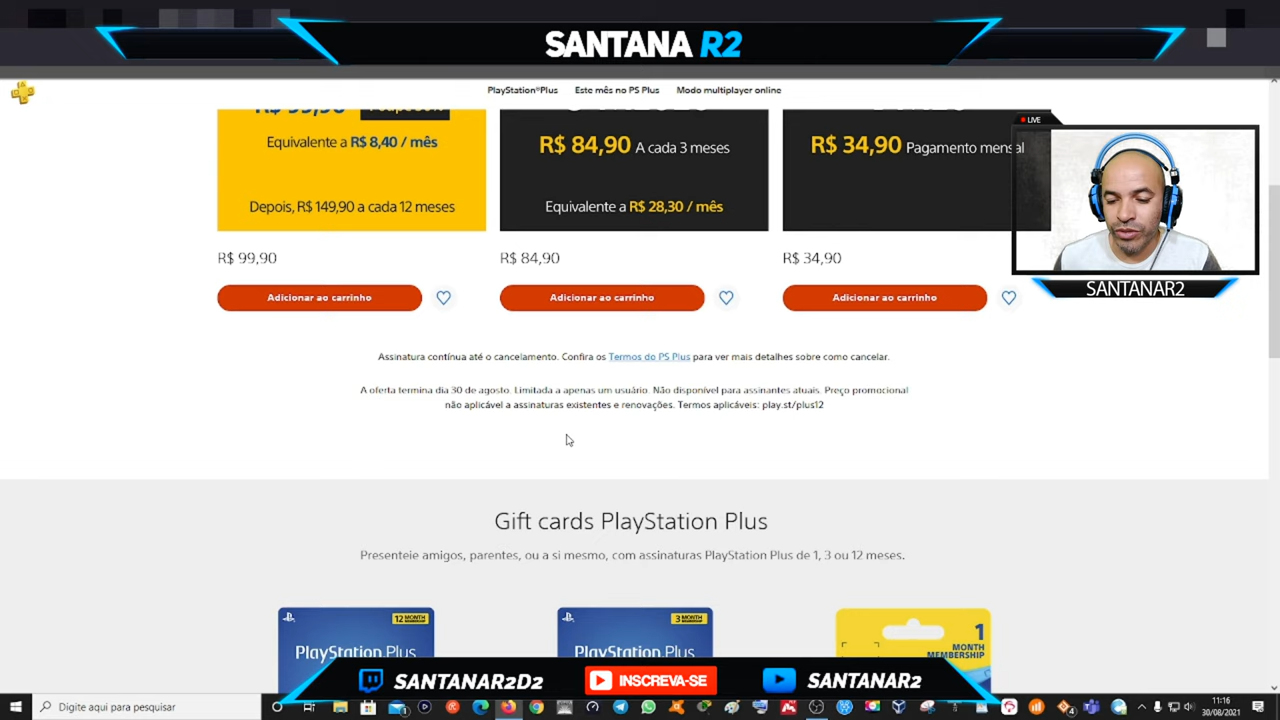 SANTANA R2
PlayStation®Plus Este mês no PS Plus Modo multiplayer online
LIVE
R$ 99,90
Equivalente a R$ 8,40 / mês
Depois, R$ 149,90 a cada 12 meses
R$ 84,90 A cada 3 meses
Equivalente a R$ 28,30 / mês
R$ 34,90 Pagamento mensal
SANTANAR2
R$ 99,90
R$ 84,90
R$ 34,90
Adicionar ao carrinho
Adicionar ao carrinho
Adicionar ao carrinho
Assinatura contínua até o cancelamento. Confira os Termos do PS Plus para ver mais detalhes sobre como cancelar.
A oferta termina dia 30 de agosto. Limitada a apenas um usuário. Não disponível para assinantes atuais. Preço promocional
não aplicável a assinaturas existentes e renovações. Termos aplicáveis: play.st/plus12
Gift cards PlayStation Plus
Presenteie amigos, parentes, ou a si mesmo, com assinaturas PlayStation Plus de 1, 3 ou 12 meses.
12 MONTH
MEMBERSHIP
PlayStation.Plus
3 MONTH
MEMBERSHIP
PlayStation.Plus
1
MONTH
MEMBERSHIP
SANTANAR2D2
INSCREVA-SE
SANTANAR2
Digite aqui para pesquisar
11:16
30/08/2021